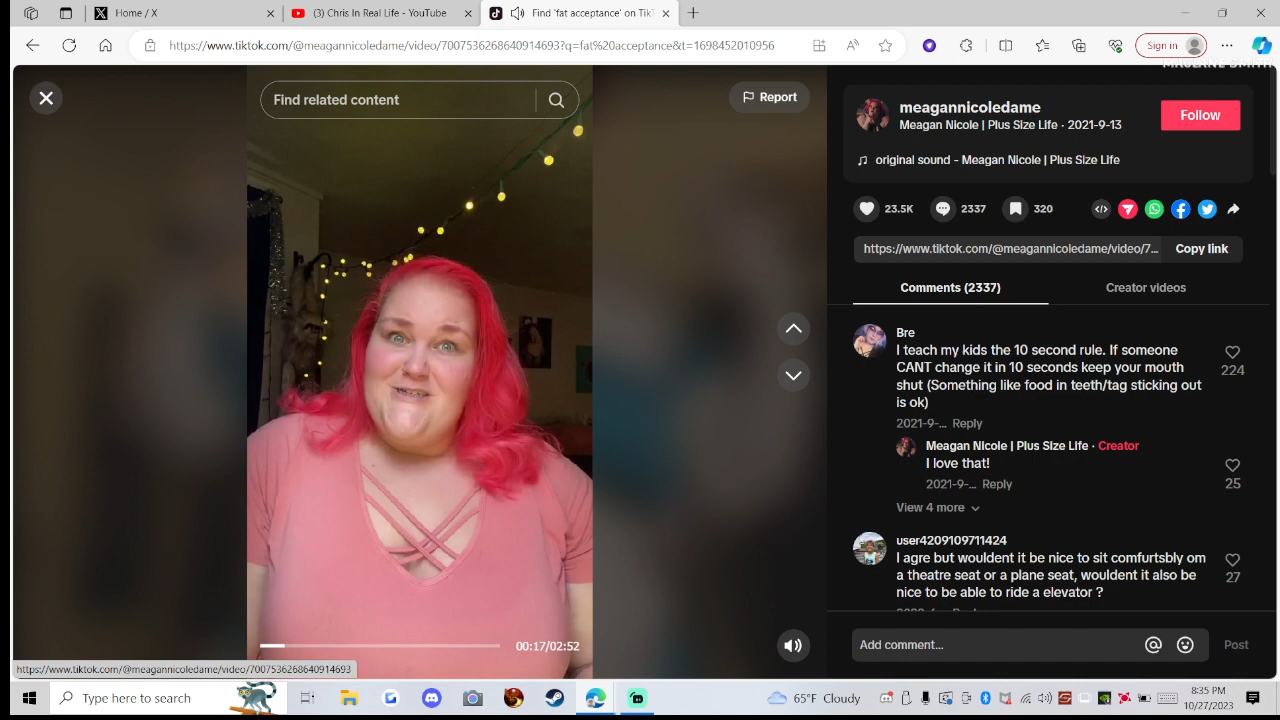 Home / X
(3) Chris In Real Life - YouTube
Find 'fat acceptance' on TikT
https://www.tiktok.com/@meagannicoledame/video/7007536268640914693?q=fat%20acceptance&t=1698452010956
Sign in
Find related content
Report
meagannicoledame
Meagan Nicole | Plus Size Life · 2021-9-13
Follow
original sound - Meagan Nicole | Plus Size Life
23.5K
2337
320
https://www.tiktok.com/@meagannicoledame/video/7...
Copy link
Comments (2337)
Creator videos
Bre
I teach my kids the 10 second rule. If someone
CANT change it in 10 seconds keep your mouth
shut (Something like food in teeth/tag sticking out
is ok)
224
2021-9-... Reply
Meagan Nicole | Plus Size Life · Creator
I love that!
25
2021-9-... Reply
View 4 more
user4209109711424
I agre but wouldent it be nice to sit comfurtsbly om
a theatre seat or a plane seat, wouldent it also be
nice to be able to ride a elevator ?
27
00:17/02:52
Add comment...
Post
https://www.tiktok.com/@meagannicoledame/video/7007536268640914693
Type here to search
65°F Cloudy
8:35 PM
10/27/2023